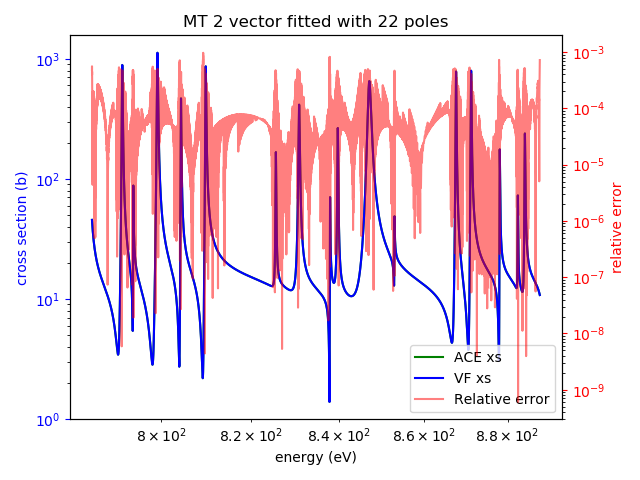 MT 2 vector fitted with 22 poles
cross section (b)
10³
10²
10¹
10⁰
8 × 10²
8.2 × 10²
8.4 × 10²
8.6 × 10²
8.8 × 10²
energy (eV)
10⁻³
10⁻⁴
10⁻⁵
10⁻⁶
10⁻⁷
10⁻⁸
10⁻⁹
relative error
ACE xs
VF xs
Relative error